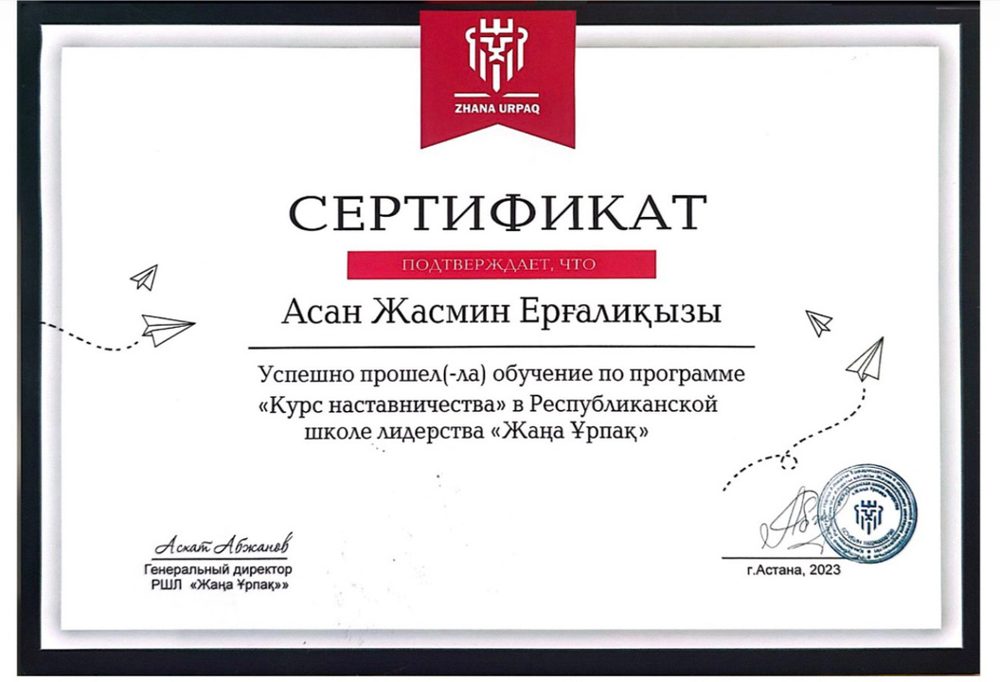 ZHANA URPAQ
СЕРТИФИКАТ
ПОДТВЕРЖДАЕТ, ЧТО
Асан Жасмин Ерғалиқызы
Успешно прошел(-ла) обучение по программе
«Курс наставничества» в Республиканской
школе лидерства «Жаңа Ұрпақ»
Асхат Абжанов
Генеральный директор
РШЛ «Жаңа Ұрпақ»»
г.Астана, 2023